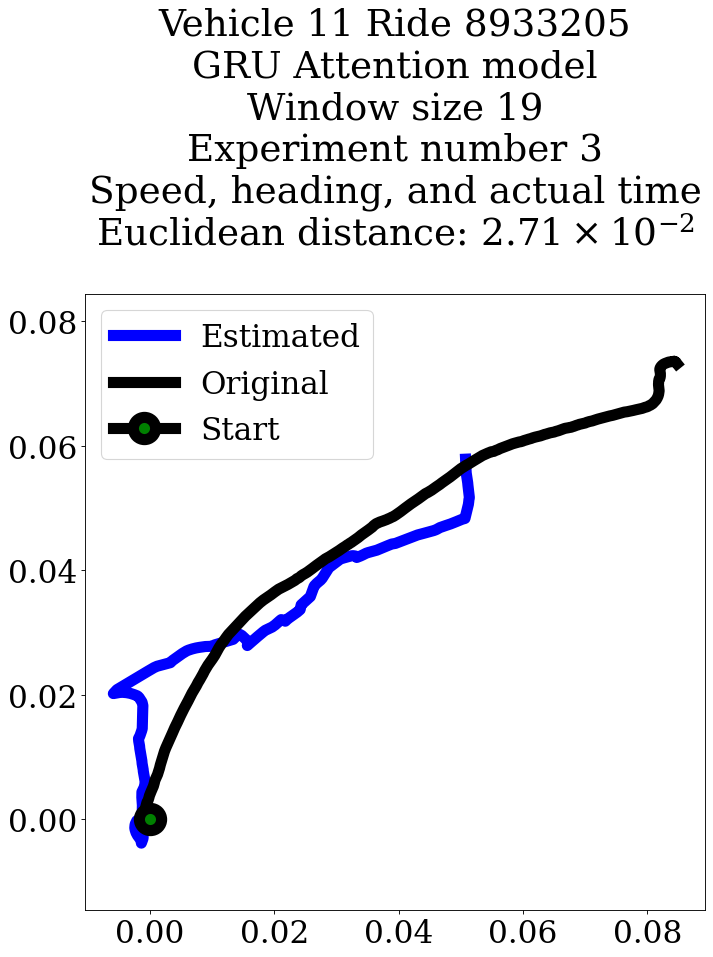 Vehicle 11 Ride 8933205
GRU Attention model
Window size 19
Experiment number 3
Speed, heading, and actual time
Euclidean distance: 2.71 × 10⁻²
Estimated
Original
Start
0.08
0.06
0.04
0.02
0.00
0.00 0.02 0.04 0.06 0.08